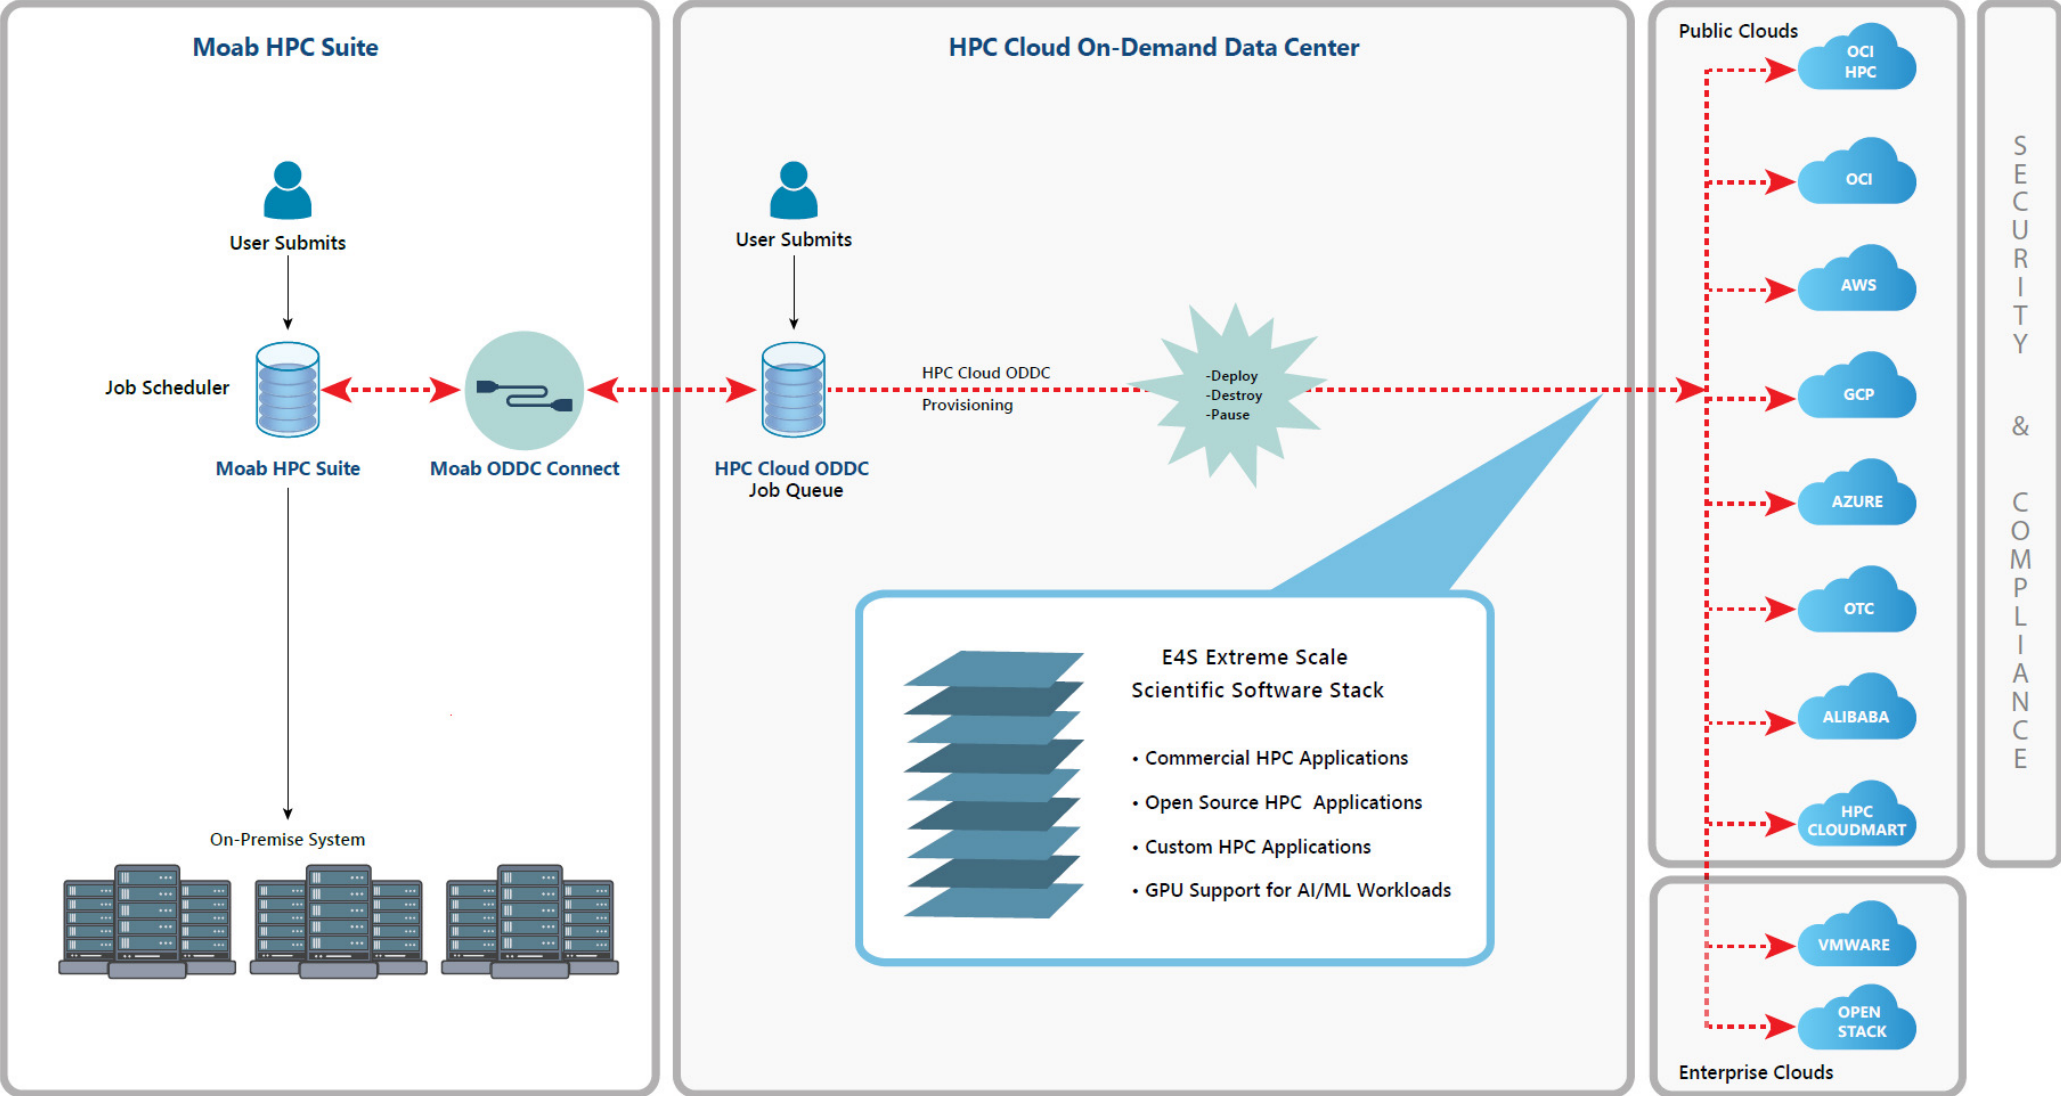 Moab HPC Suite
User Submits
Job Scheduler
Moab HPC Suite
Moab ODDC Connect
On-Premise System
HPC Cloud On-Demand Data Center
User Submits
HPC Cloud ODDC
Job Queue
HPC Cloud ODDC
Provisioning
-Deploy
-Destroy
-Pause
E4S Extreme Scale
Scientific Software Stack
• Commercial HPC Applications
• Open Source HPC  Applications
• Custom HPC Applications
• GPU Support for AI/ML Workloads
Public Clouds
OCI
HPC
OCI
AWS
GCP
AZURE
OTC
ALIBABA
HPC
CLOUDMART
VMWARE
OPEN
STACK
Enterprise Clouds
SECURITY & COMPLIANCE